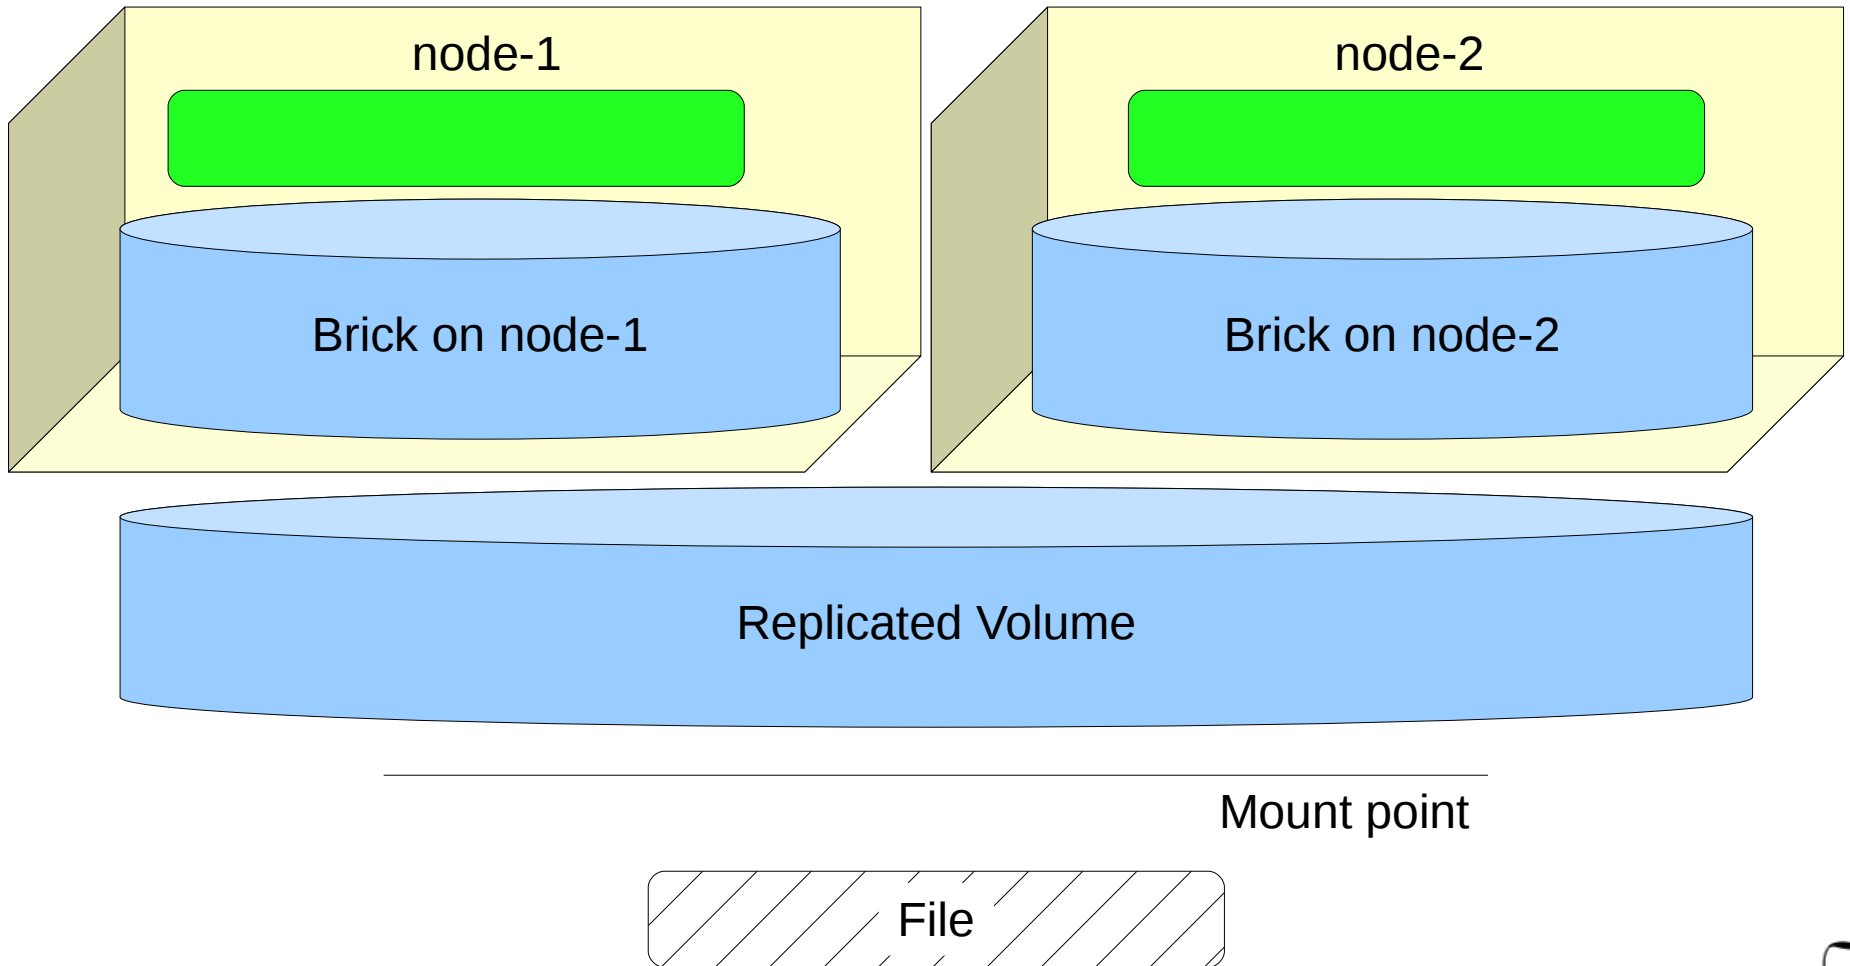 node-1
node-2
Brick on node-1
Brick on node-2
Replicated Volume
Mount point
File